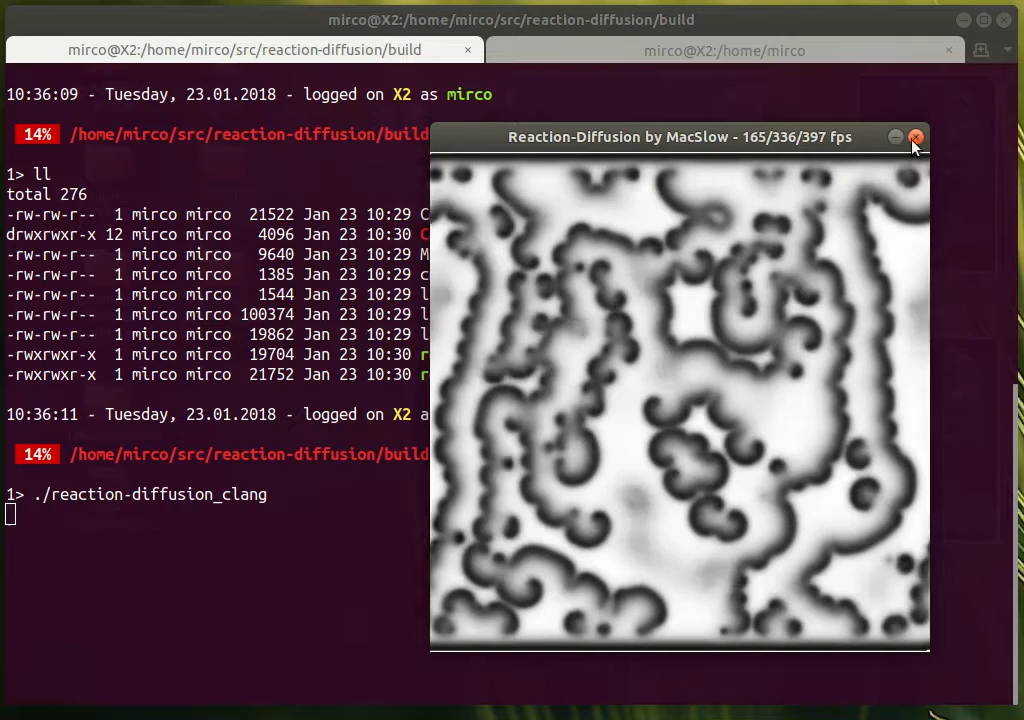 mirco@X2:/home/mirco/src/reaction-diffusion/build
mirco@X2:/home/mirco/src/reaction-diffusion/build ×
mirco@X2:/home/mirco ×
10:36:09 - Tuesday, 23.01.2018 - logged on X2 as mirco
14% /home/mirco/src/reaction-diffusion/build
1> ll
total 276
-rw-rw-r-- 1 mirco mirco 21522 Jan 23 10:29 C
drwxrwxr-x 12 mirco mirco 4096 Jan 23 10:30 C
-rw-rw-r-- 1 mirco mirco 9640 Jan 23 10:29 M
-rw-rw-r-- 1 mirco mirco 1385 Jan 23 10:29 c
-rw-rw-r-- 1 mirco mirco 1544 Jan 23 10:29 l
-rw-rw-r-- 1 mirco mirco 100374 Jan 23 10:29 l
-rw-rw-r-- 1 mirco mirco 19862 Jan 23 10:29 l
-rwxrwxr-x 1 mirco mirco 19704 Jan 23 10:30 r
-rwxrwxr-x 1 mirco mirco 21752 Jan 23 10:30 r
10:36:11 - Tuesday, 23.01.2018 - logged on X2 a
14% /home/mirco/src/reaction-diffusion/build
1> ./reaction-diffusion_clang
Reaction-Diffusion by MacSlow - 165/336/397 fps